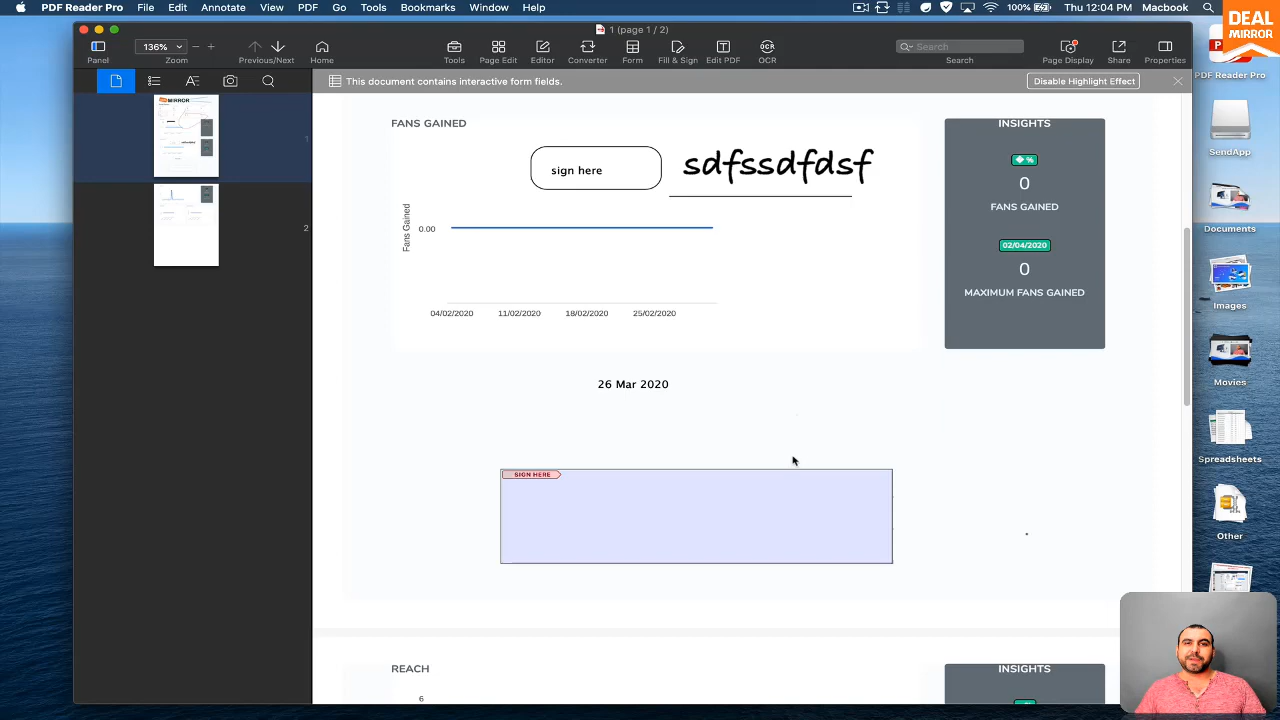 PDF Reader Pro File Edit Annotate View PDF Go Tools Bookmarks Window Help
100% Thu 12:04 PM Macbook
DEAL
MIRROR
1 (page 1 / 2)
136%
Panel Zoom Previous/Next Home Tools Page Edit Editor Converter Form Fill & Sign Edit PDF OCR Search Page Display Share Properties
OCR
Search
This document contains interactive form fields.
Disable Highlight Effect
PDF Reader Pro
SendApp
Documents
Images
Movies
Spreadsheets
Other
MIRROR
1
2
FANS GAINED
sign here
sdfssdfdsf
Fans Gained
0.00
04/02/2020 11/02/2020 18/02/2020 25/02/2020
INSIGHTS
%
0
FANS GAINED
02/04/2020
0
MAXIMUM FANS GAINED
26 Mar 2020
SIGN HERE
REACH
6
INSIGHTS